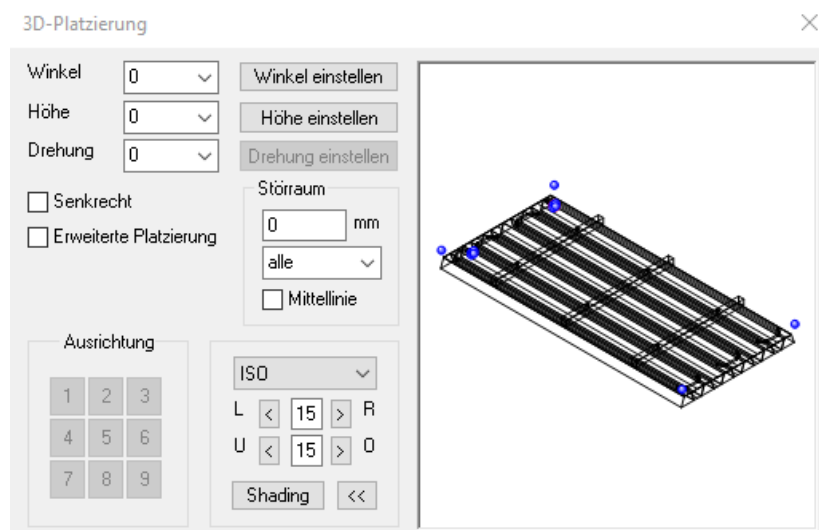 3D-Platzierung
Winkel 0 Winkel einstellen
Höhe 0 Höhe einstellen
Drehung 0 Drehung einstellen
Senkrecht
Erweiterte Platzierung
Störraum
0 mm
alle
Mittellinie
Ausrichtung
1 2 3
4 5 6
7 8 9
ISO
L < 15 > R
U < 15 > O
Shading <<